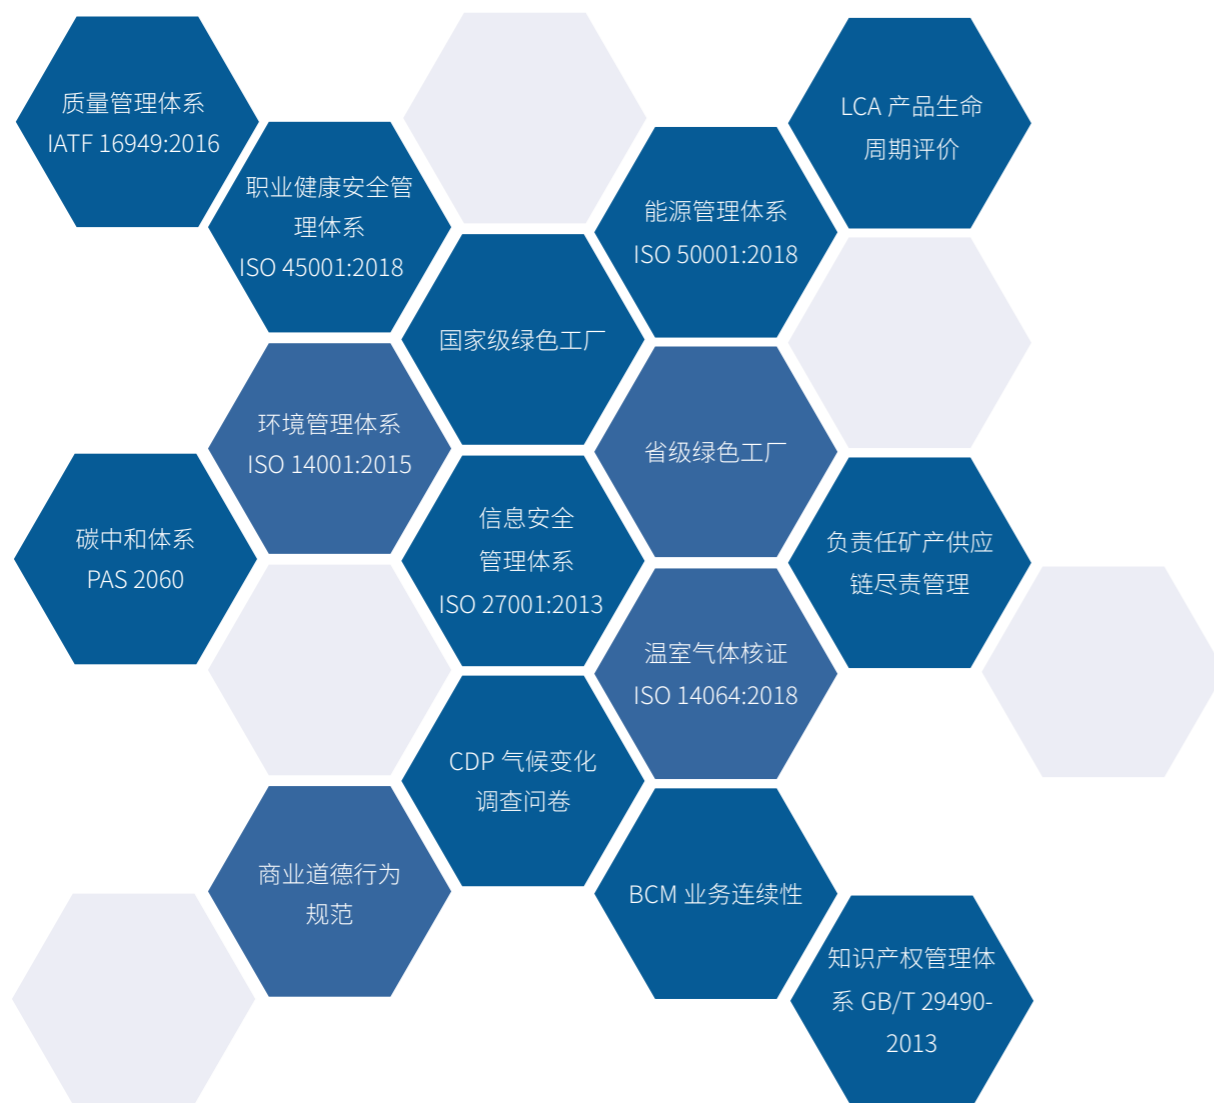 质量管理体系
IATF 16949:2016
职业健康安全管
理体系
ISO 45001:2018
LCA 产品生命
周期评价
能源管理体系
ISO 50001:2018
国家级绿色工厂
环境管理体系
ISO 14001:2015
省级绿色工厂
碳中和体系
PAS 2060
信息安全
管理体系
ISO 27001:2013
负责任矿产供应
链尽责管理
温室气体核证
ISO 14064:2018
CDP 气候变化
调查问卷
商业道德行为
规范
BCM 业务连续性
知识产权管理体
系 GB/T 29490-
2013